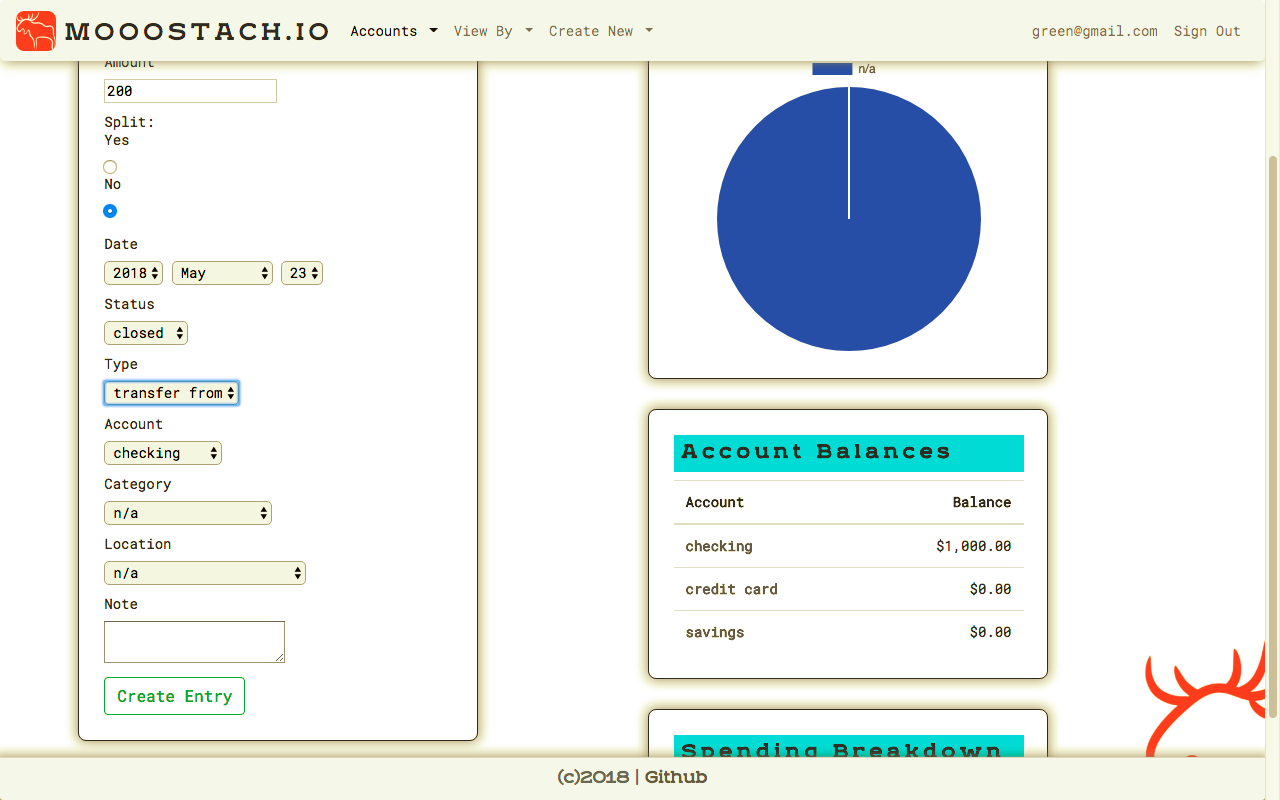 MOOOSTACH.IO Accounts View By Create New green@gmail.com Sign Out
Amount
200
Split:
Yes
No
Date
2018 May 23
Status
closed
Type
transfer from
Account
checking
Category
n/a
Location
n/a
Note
Create Entry
n/a
Account Balances
Account Balance
checking $1,000.00
credit card $0.00
savings $0.00
Spending Breakdown
(c)2018 | Github